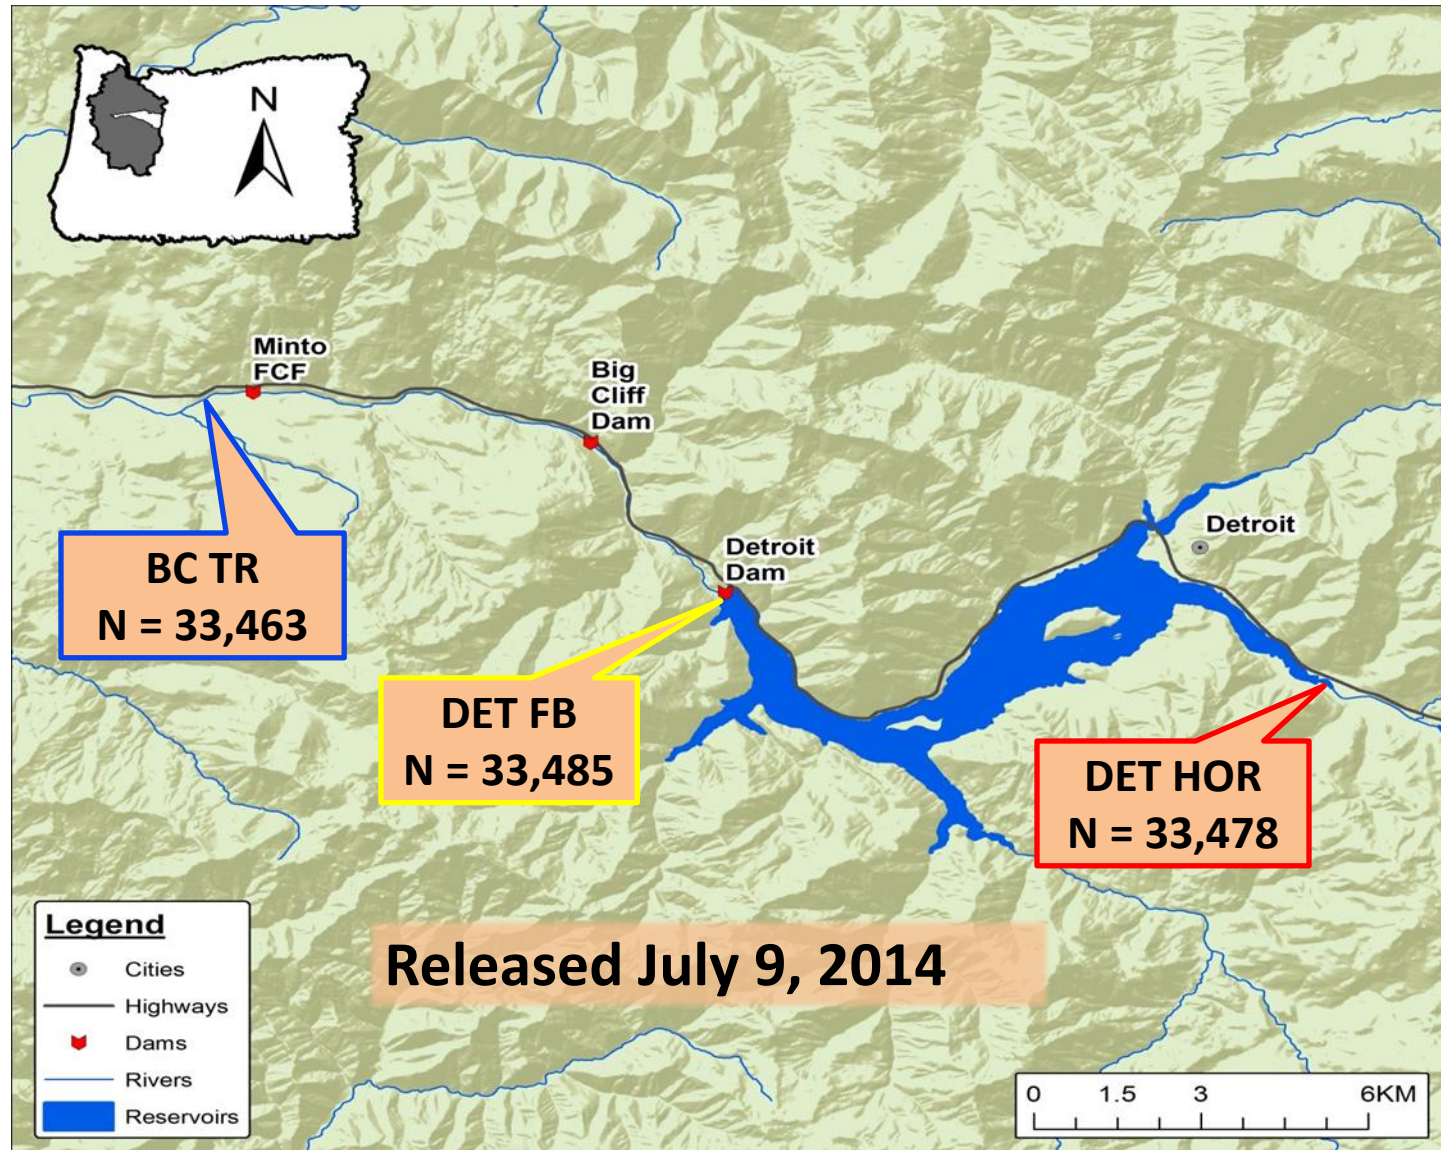 N
Minto
FCF
Big
Cliff
Dam
Detroit
Dam
Detroit
BC TR
N = 33,463
DET FB
N = 33,485
DET HOR
N = 33,478
Released July 9, 2014
Legend
Cities
Highways
Dams
Rivers
Reservoirs
0 1.5 3 6KM